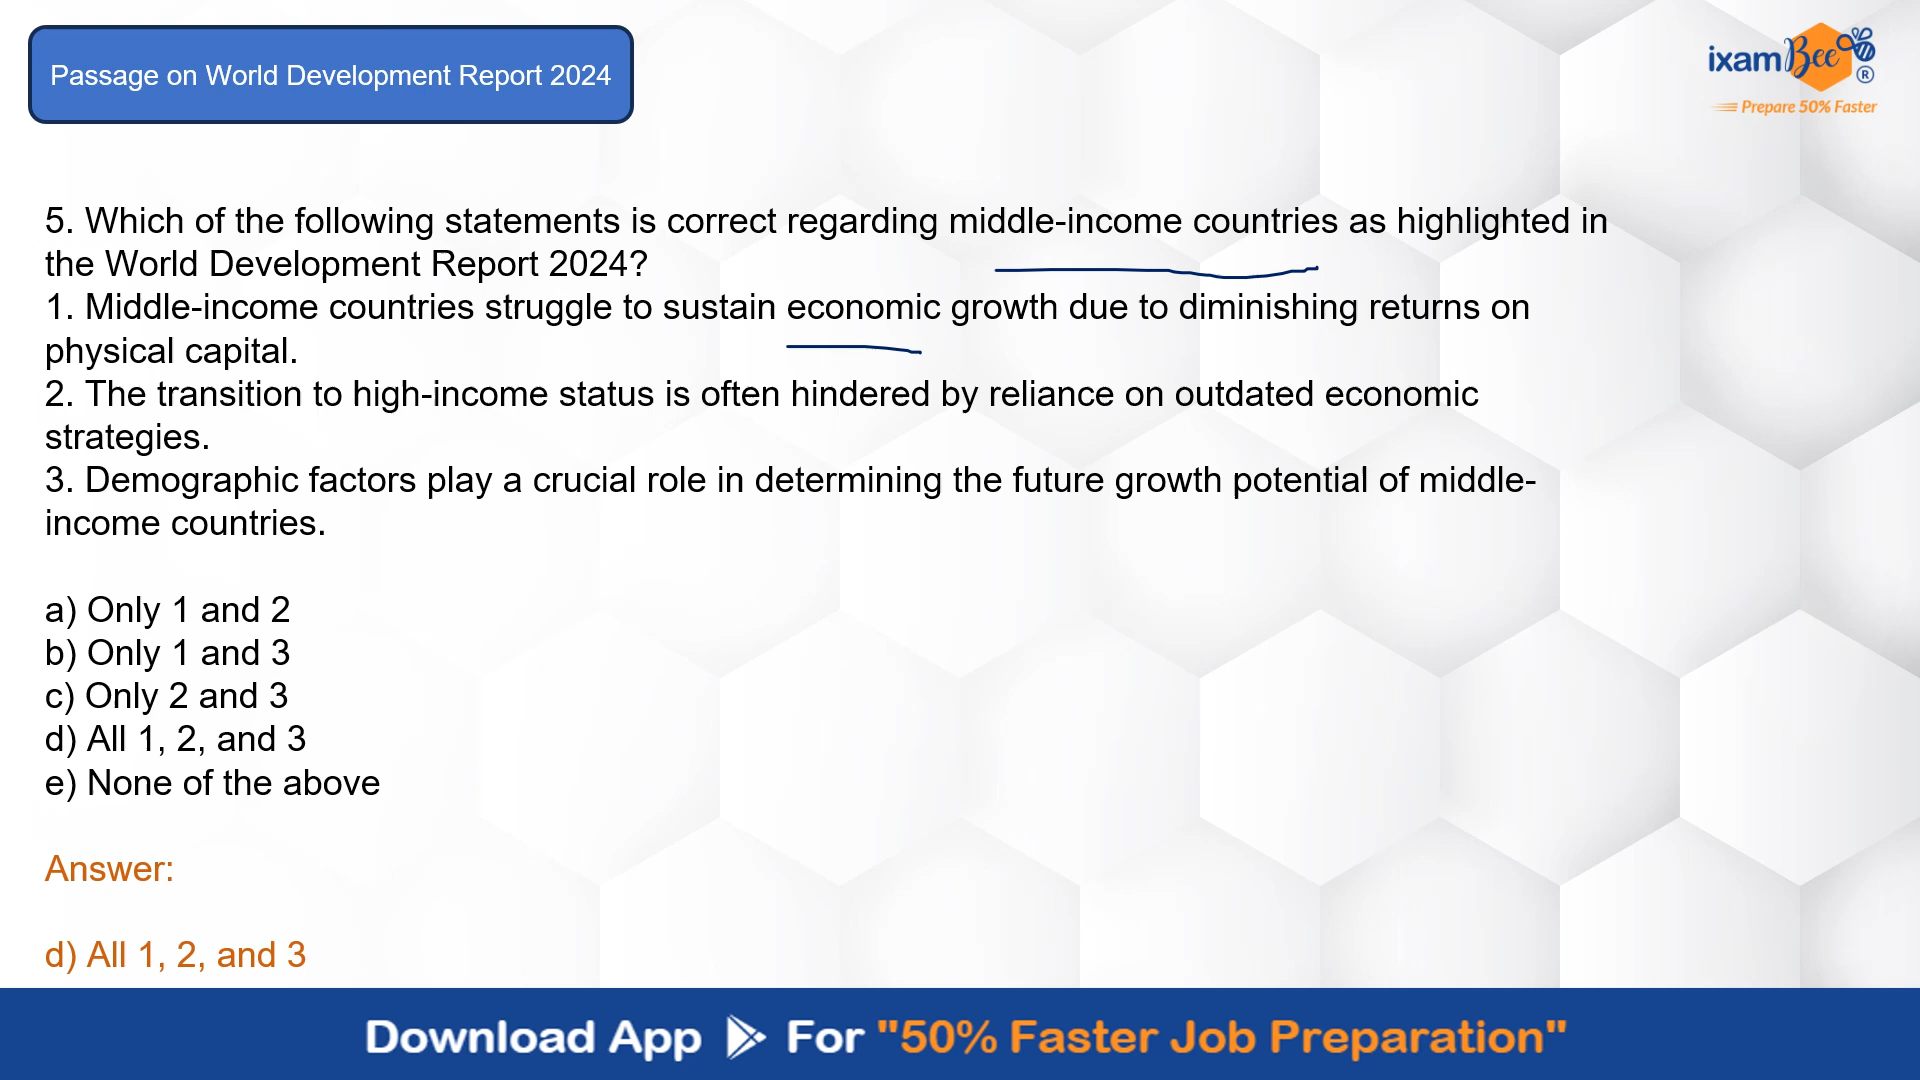 Passage on World Development Report 2024
ixamBee
®
Prepare 50% Faster
5. Which of the following statements is correct regarding middle-income countries as highlighted in
the World Development Report 2024?
1. Middle-income countries struggle to sustain economic growth due to diminishing returns on
physical capital.
2. The transition to high-income status is often hindered by reliance on outdated economic
strategies.
3. Demographic factors play a crucial role in determining the future growth potential of middle-
income countries.
a) Only 1 and 2
b) Only 1 and 3
c) Only 2 and 3
d) All 1, 2, and 3
e) None of the above
Answer:
d) All 1, 2, and 3
Download App For "50% Faster Job Preparation"